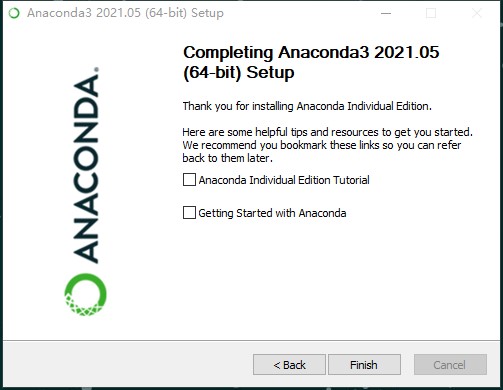 Anaconda3 2021.05 (64-bit) Setup
ANACONDA.
Completing Anaconda3 2021.05
(64-bit) Setup
Thank you for installing Anaconda Individual Edition.
Here are some helpful tips and resources to get you started.
We recommend you bookmark these links so you can refer
back to them later.
Anaconda Individual Edition Tutorial
Getting Started with Anaconda
< Back Finish Cancel